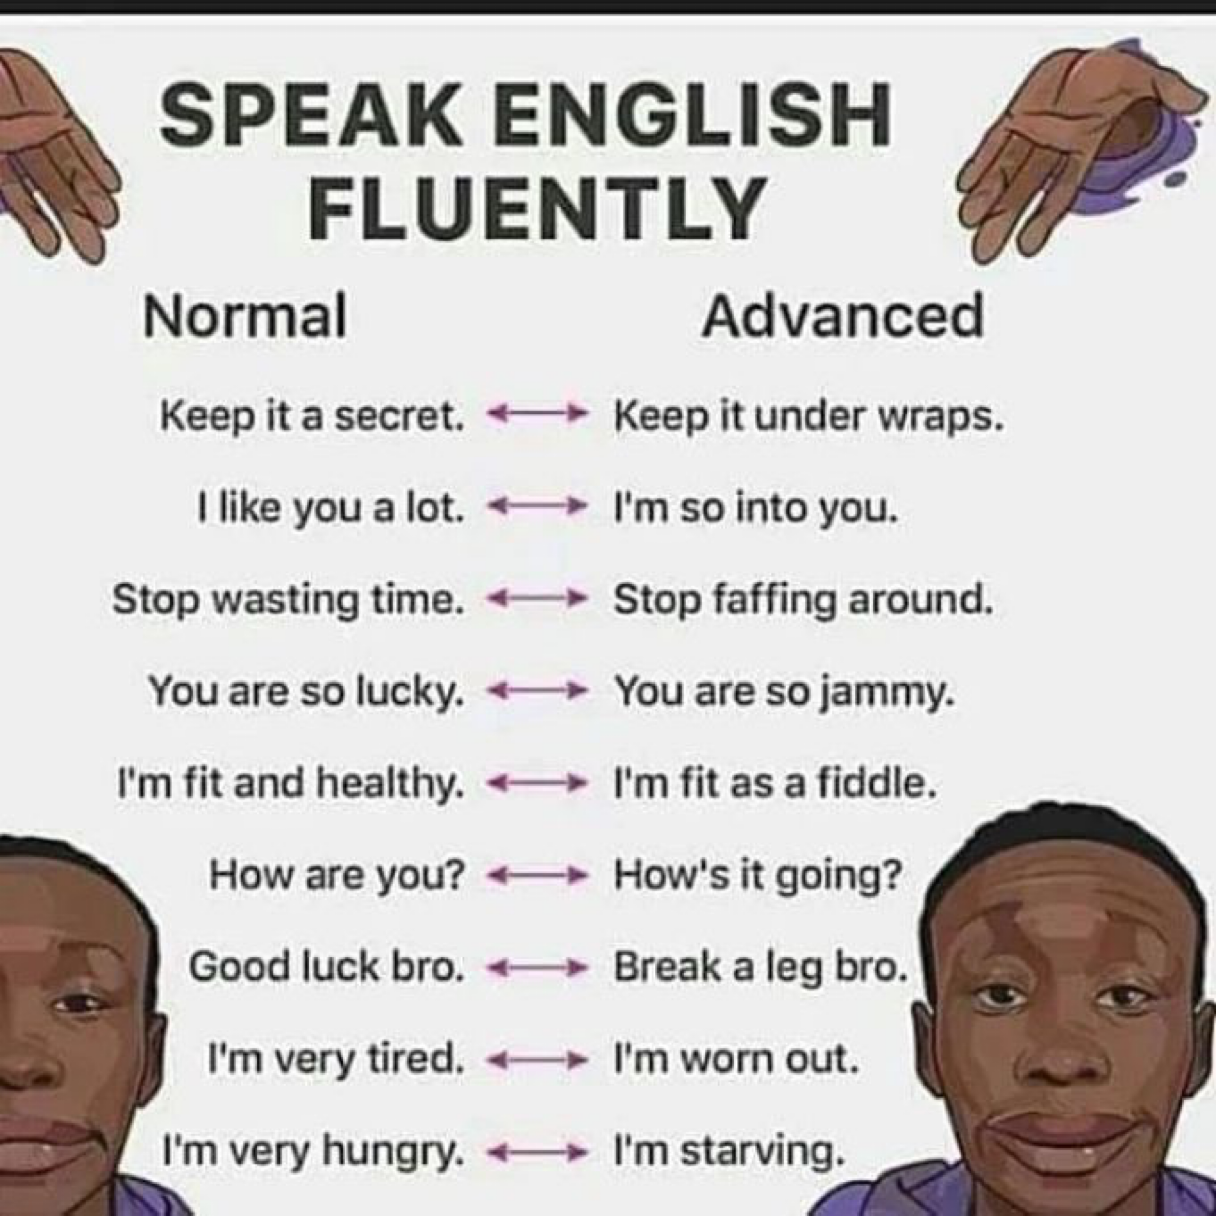 SPEAK ENGLISH
FLUENTLY
Normal Advanced
Keep it a secret. Keep it under wraps.
I like you a lot. I'm so into you.
Stop wasting time. Stop faffing around.
You are so lucky. You are so jammy.
I'm fit and healthy. I'm fit as a fiddle.
How are you? How's it going?
Good luck bro. Break a leg bro.
I'm very tired. I'm worn out.
I'm very hungry. I'm starving.